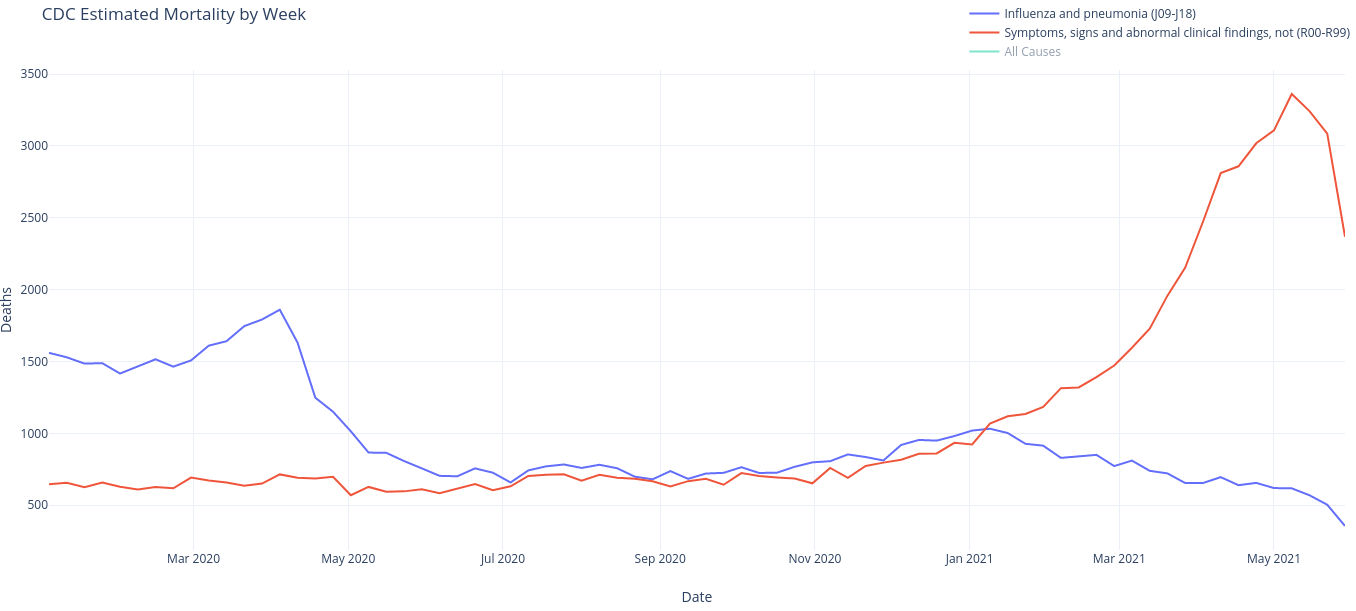 CDC Estimated Mortality by Week
Influenza and pneumonia (J09-J18)
Symptoms, signs and abnormal clinical findings, not (R00-R99)
All Causes
3500
3000
2500
2000
1500
1000
500
Deaths
Mar 2020
May 2020
Jul 2020
Sep 2020
Nov 2020
Jan 2021
Mar 2021
May 2021
Date